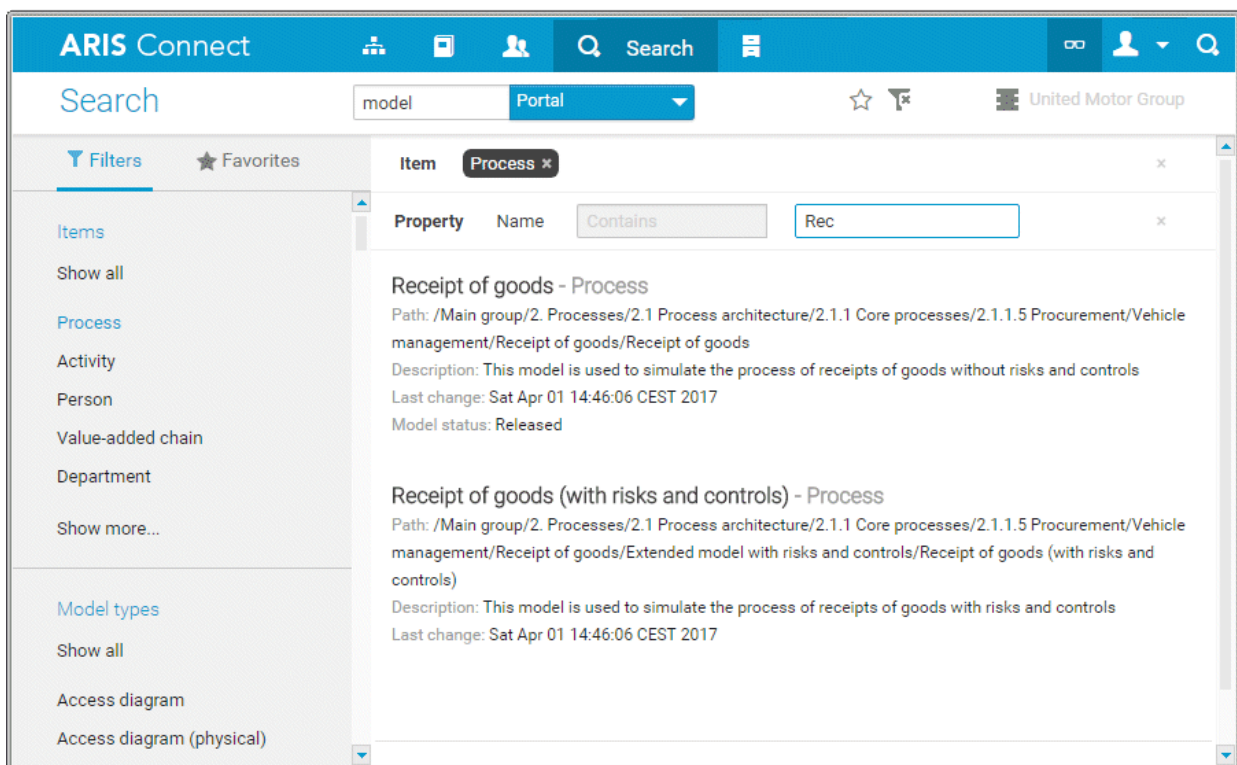 ARIS Connect Search
Search model Portal United Motor Group
Filters Favorites
Item Process ×
Property Name Contains Rec
Items
Show all
Process
Activity
Person
Value-added chain
Department
Show more...
Model types
Show all
Access diagram
Access diagram (physical)
Receipt of goods - Process
Path: /Main group/2. Processes/2.1 Process architecture/2.1.1 Core processes/2.1.1.5 Procurement/Vehicle
management/Receipt of goods/Receipt of goods
Description: This model is used to simulate the process of receipts of goods without risks and controls
Last change: Sat Apr 01 14:46:06 CEST 2017
Model status: Released
Receipt of goods (with risks and controls) - Process
Path: /Main group/2. Processes/2.1 Process architecture/2.1.1 Core processes/2.1.1.5 Procurement/Vehicle
management/Receipt of goods/Extended model with risks and controls/Receipt of goods (with risks and
controls)
Description: This model is used to simulate the process of receipts of goods with risks and controls
Last change: Sat Apr 01 14:46:06 CEST 2017